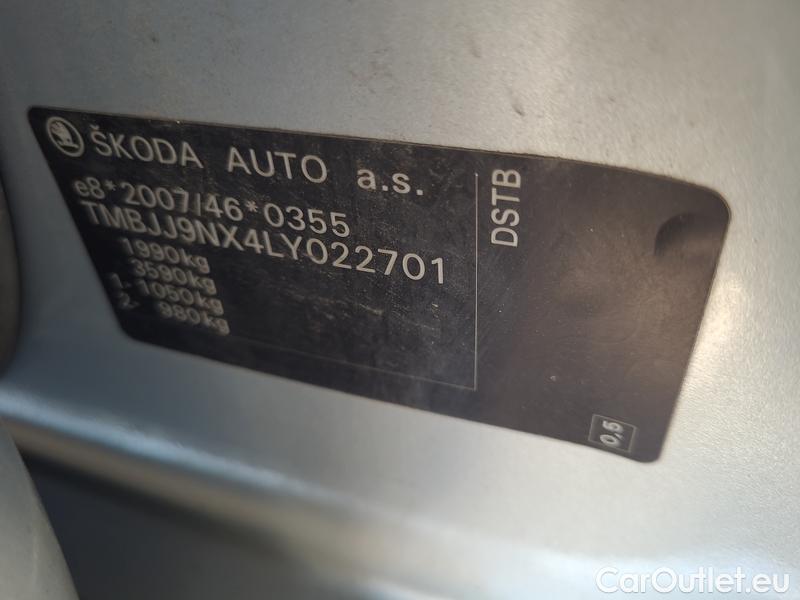 ŠKODA AUTO a.s.
e8*2007/46*0355
TMBJJ9NX4LY022701
1990kg
3590kg
1- 1050kg
2- 980kg
DSTB
0,5
CarOutlet.eu